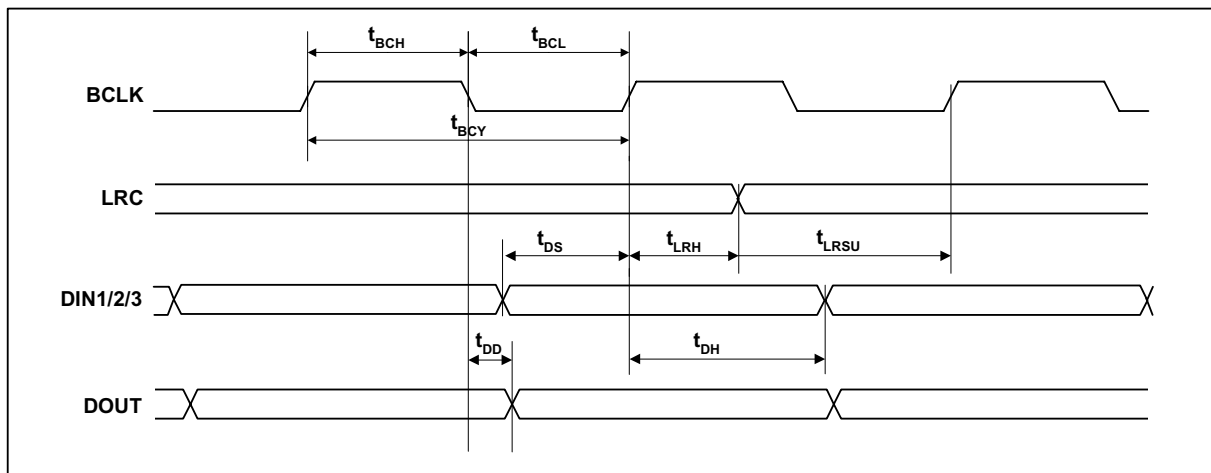 tBCH
tBCL
BCLK
tBCY
LRC
tDS
tLRH
tLRSU
DIN1/2/3
tDD
tDH
DOUT